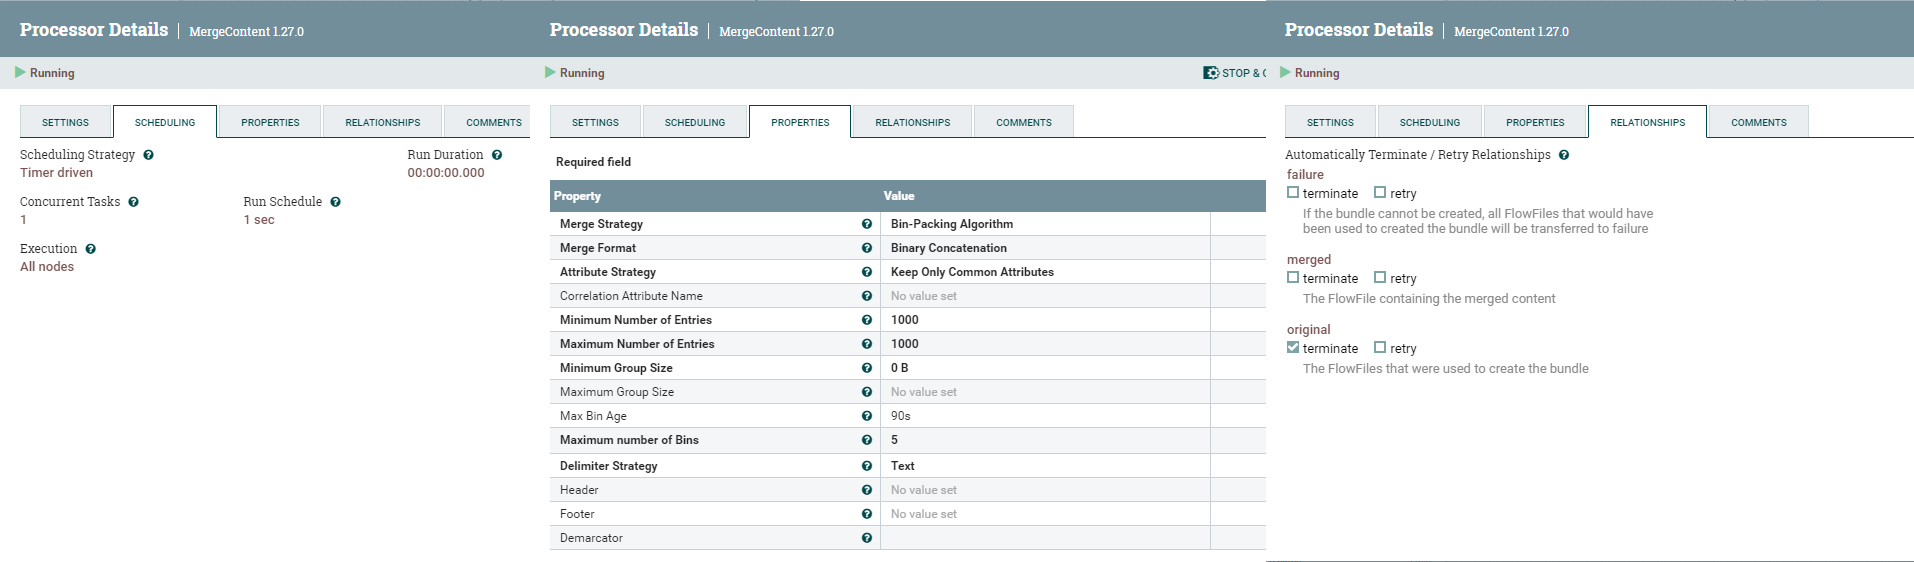 Processor Details | MergeContent 1.27.0
Running
SETTINGS SCHEDULING PROPERTIES RELATIONSHIPS COMMENTS
Scheduling Strategy Run Duration
Timer driven 00:00:00.000
Concurrent Tasks Run Schedule
1 1 sec
Execution
All nodes
Processor Details | MergeContent 1.27.0
Running STOP &
SETTINGS SCHEDULING PROPERTIES RELATIONSHIPS COMMENTS
Required field
Property Value
Merge Strategy Bin-Packing Algorithm
Merge Format Binary Concatenation
Attribute Strategy Keep Only Common Attributes
Correlation Attribute Name No value set
Minimum Number of Entries 1000
Maximum Number of Entries 1000
Minimum Group Size 0 B
Maximum Group Size No value set
Max Bin Age 90s
Maximum number of Bins 5
Delimiter Strategy Text
Header No value set
Footer No value set
Demarcator
Processor Details | MergeContent 1.27.0
Running
SETTINGS SCHEDULING PROPERTIES RELATIONSHIPS COMMENTS
Automatically Terminate / Retry Relationships
failure
terminate retry
If the bundle cannot be created, all FlowFiles that would have
been used to created the bundle will be transferred to failure
merged
terminate retry
The FlowFile containing the merged content
original
terminate retry
The FlowFiles that were used to create the bundle